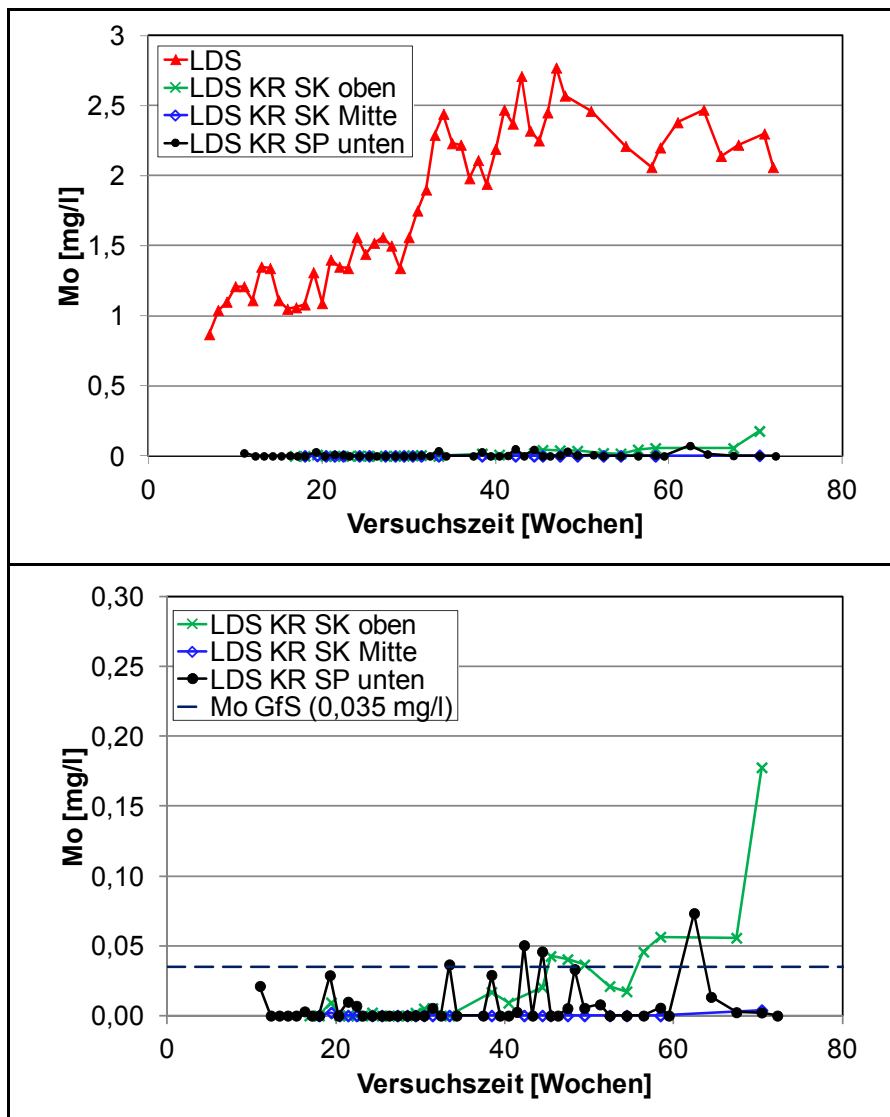 3
2,5
2
1,5
1
0,5
0
Mo [mg/l]
LDS
LDS KR SK oben
LDS KR SK Mitte
LDS KR SP unten
0 20 40 60 80
Versuchszeit [Wochen]
0,30
0,25
0,20
0,15
0,10
0,05
0,00
Mo [mg/l]
LDS KR SK oben
LDS KR SK Mitte
LDS KR SP unten
Mo GfS (0,035 mg/l)
0 20 40 60 80
Versuchszeit [Wochen]